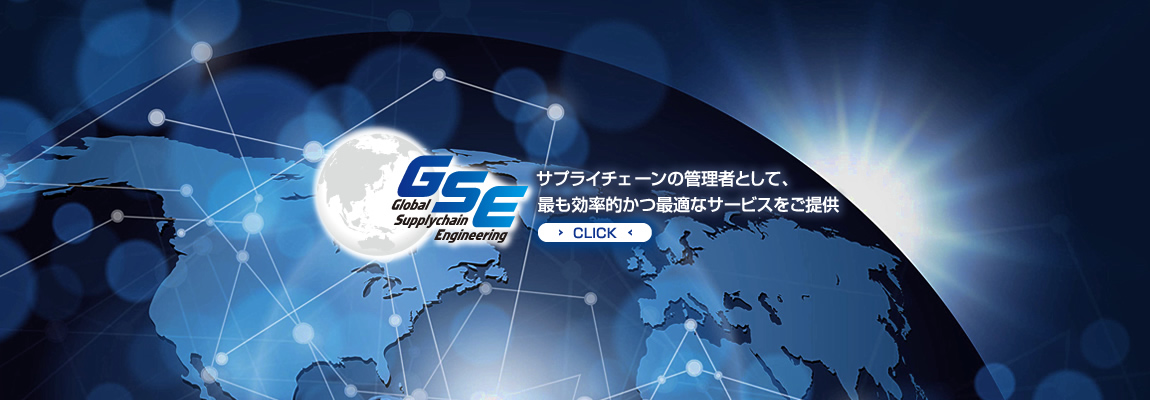 GSE
Global
Supplychain
Engineering
サプライチェーンの管理者として、
最も効率的かつ最適なサービスをご提供
› CLICK ‹